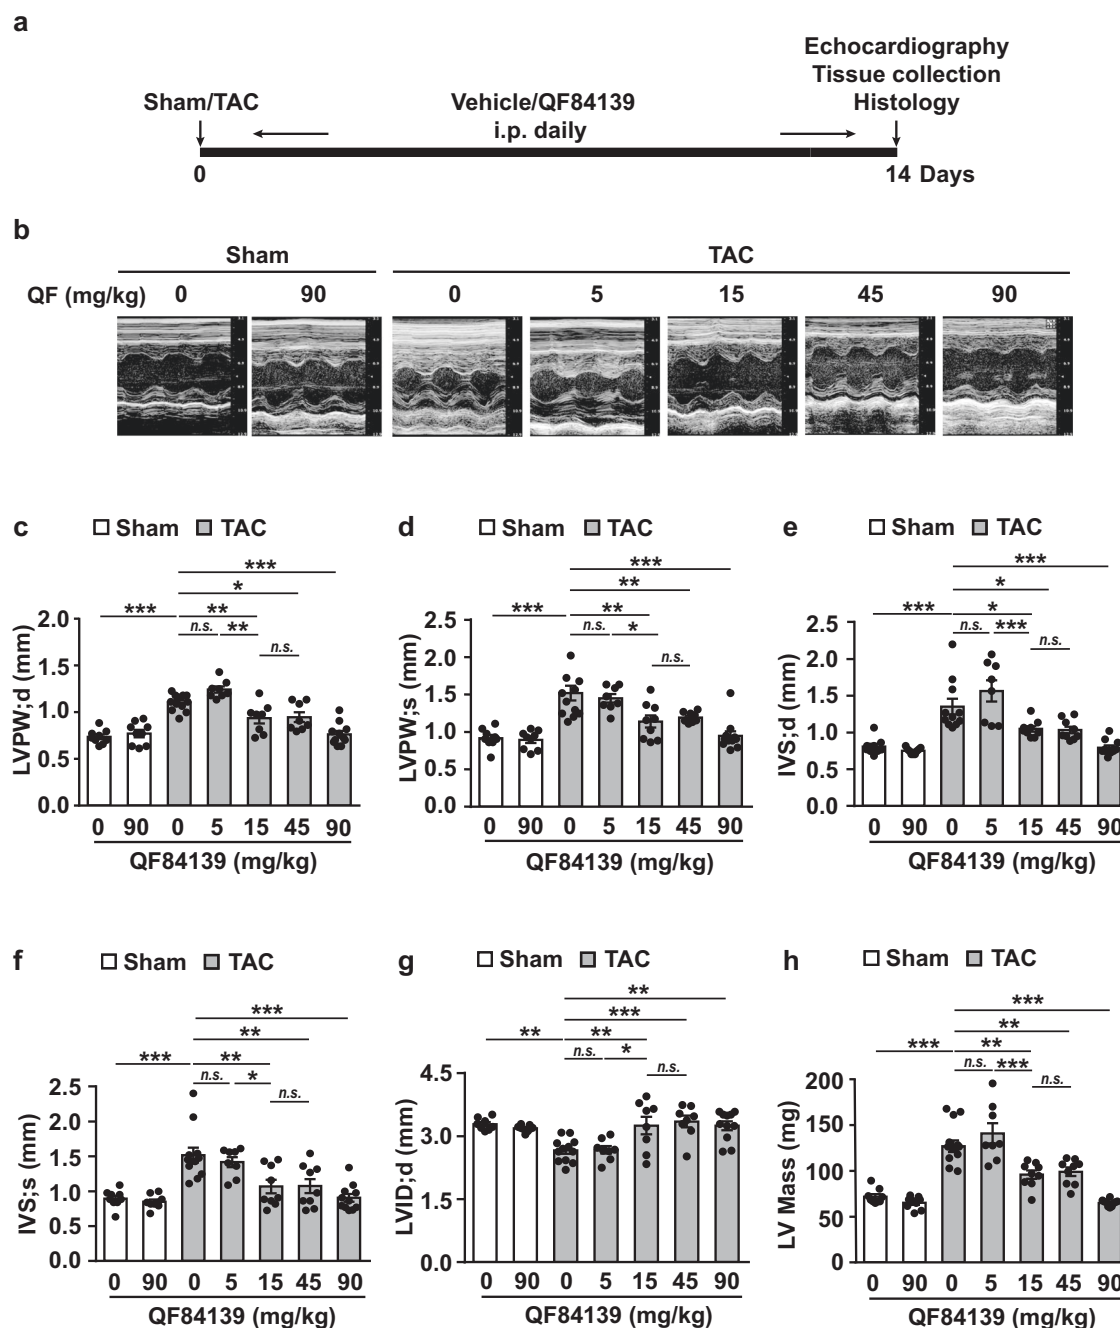 a
Echocardiography
Tissue collection
Sham/TAC Vehicle/QF84139 Histology
i.p. daily
0 14 Days
b
Sham TAC
QF (mg/kg) 0 90 0 5 15 45 90
c Sham TAC
***
*
*** **
n.s. **
n.s.
LVPW;d (mm)
2.0
1.5
1.0
0.5
0.0
0 90 0 5 15 45 90
QF84139 (mg/kg)
d Sham TAC
***
**
*** **
n.s. *
n.s.
LVPW;s (mm)
2.5
2.0
1.5
1.0
0.5
0.0
0 90 0 5 15 45 90
QF84139 (mg/kg)
e Sham TAC
***
*
*** *
n.s. ***
n.s.
IVS;d (mm)
2.5
2.0
1.5
1.0
0.5
0.0
0 90 0 5 15 45 90
QF84139 (mg/kg)
f Sham TAC
***
**
*** **
n.s. *
n.s.
IVS;s (mm)
2.5
2.0
1.5
1.0
0.5
0.0
0 90 0 5 15 45 90
QF84139 (mg/kg)
g Sham TAC
**
***
** **
n.s. *
n.s.
LVID;d (mm)
4.5
3.0
1.5
0.0
0 90 0 5 15 45 90
QF84139 (mg/kg)
h Sham TAC
***
**
*** **
n.s. ***
n.s.
LV Mass (mg)
200
150
100
50
0
0 90 0 5 15 45 90
QF84139 (mg/kg)